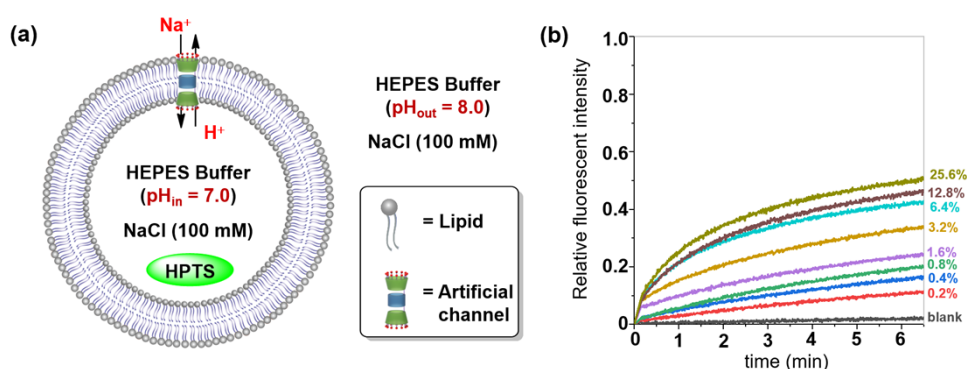 (a)
Na⁺
H⁺
HEPES Buffer
(pHin = 7.0)
NaCl (100 mM)
HPTS
HEPES Buffer
(pHout = 8.0)
NaCl (100 mM)
= Lipid
= Artificial
channel
(b)
Relative fluorescent intensity
1.0
0.8
0.6
0.4
0.2
0
0 1 2 3 4 5 6
time (min)
25.6%
12.8%
6.4%
3.2%
1.6%
0.8%
0.4%
0.2%
blank